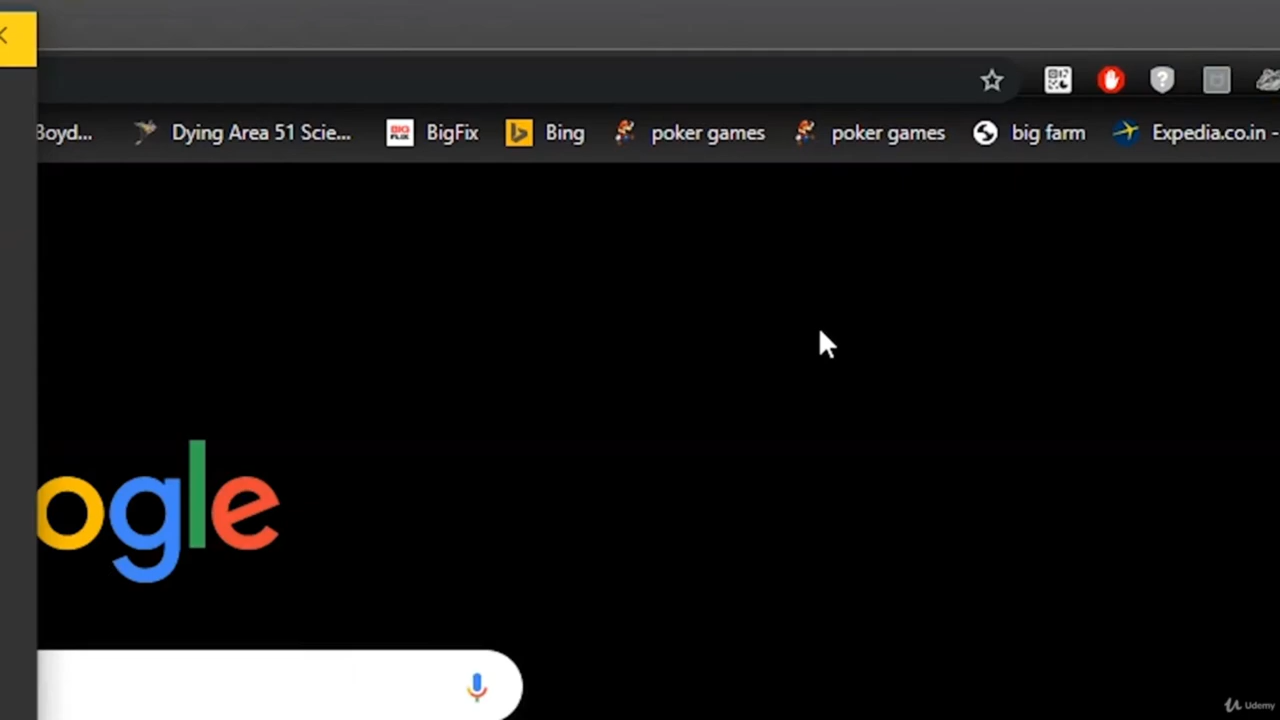 Boyd... Dying Area 51 Scie... BigFix Bing poker games poker games big farm Expedia.co.in -
ogle
Udemy